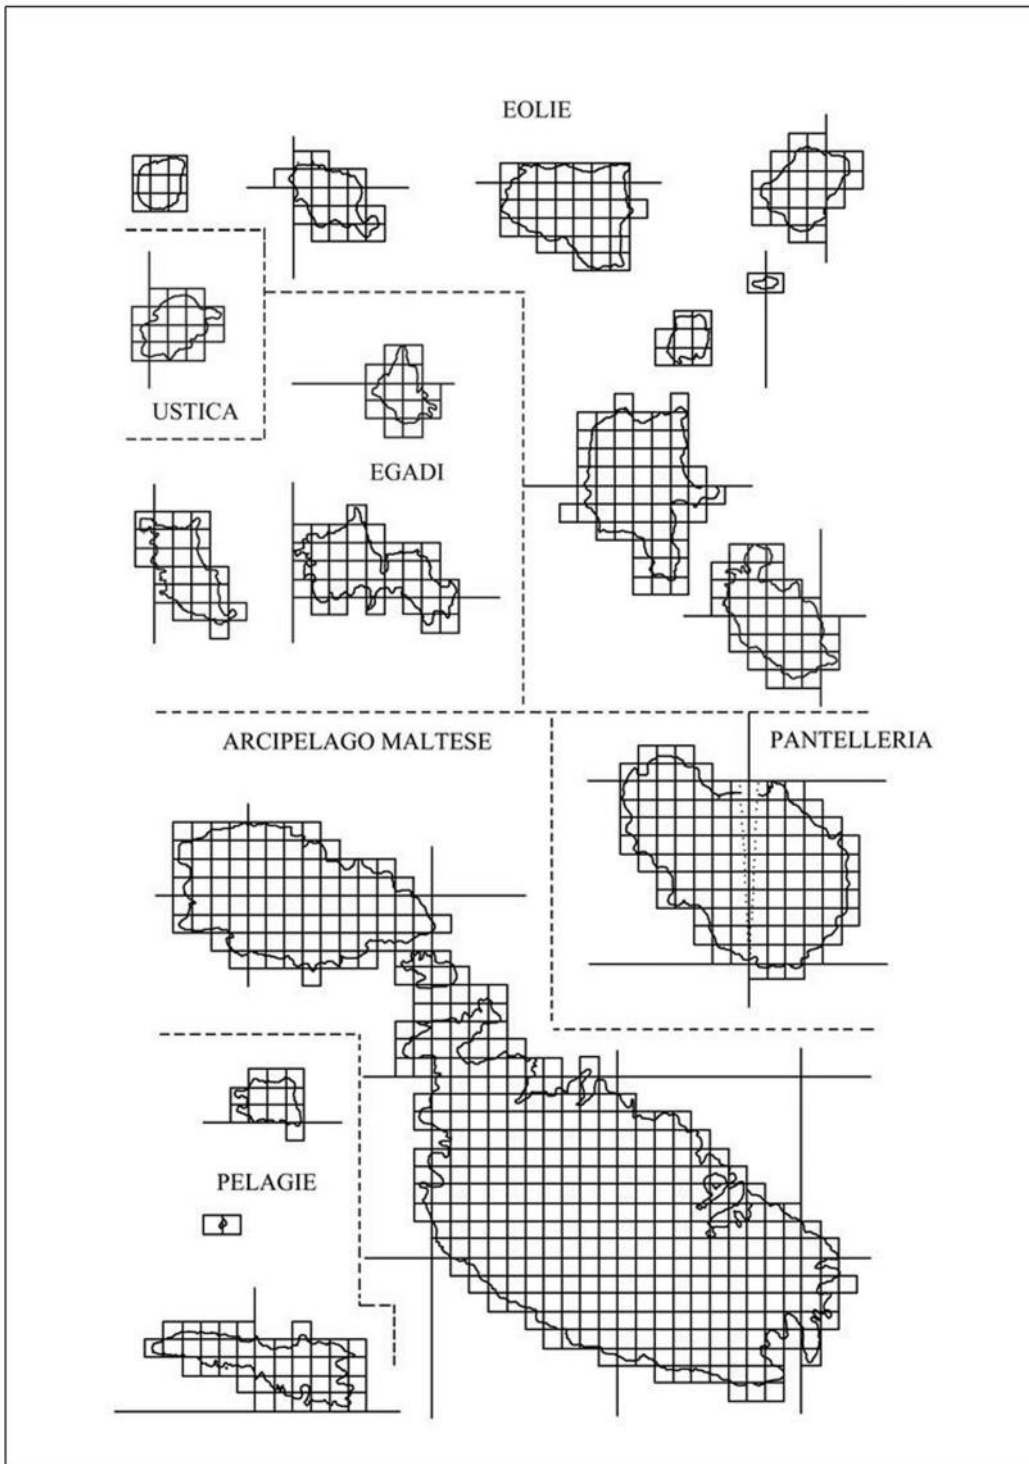 EOLIE
USTICA
EGADI
ARCIPELAGO MALTESE
PANTELLERIA
PELAGIE